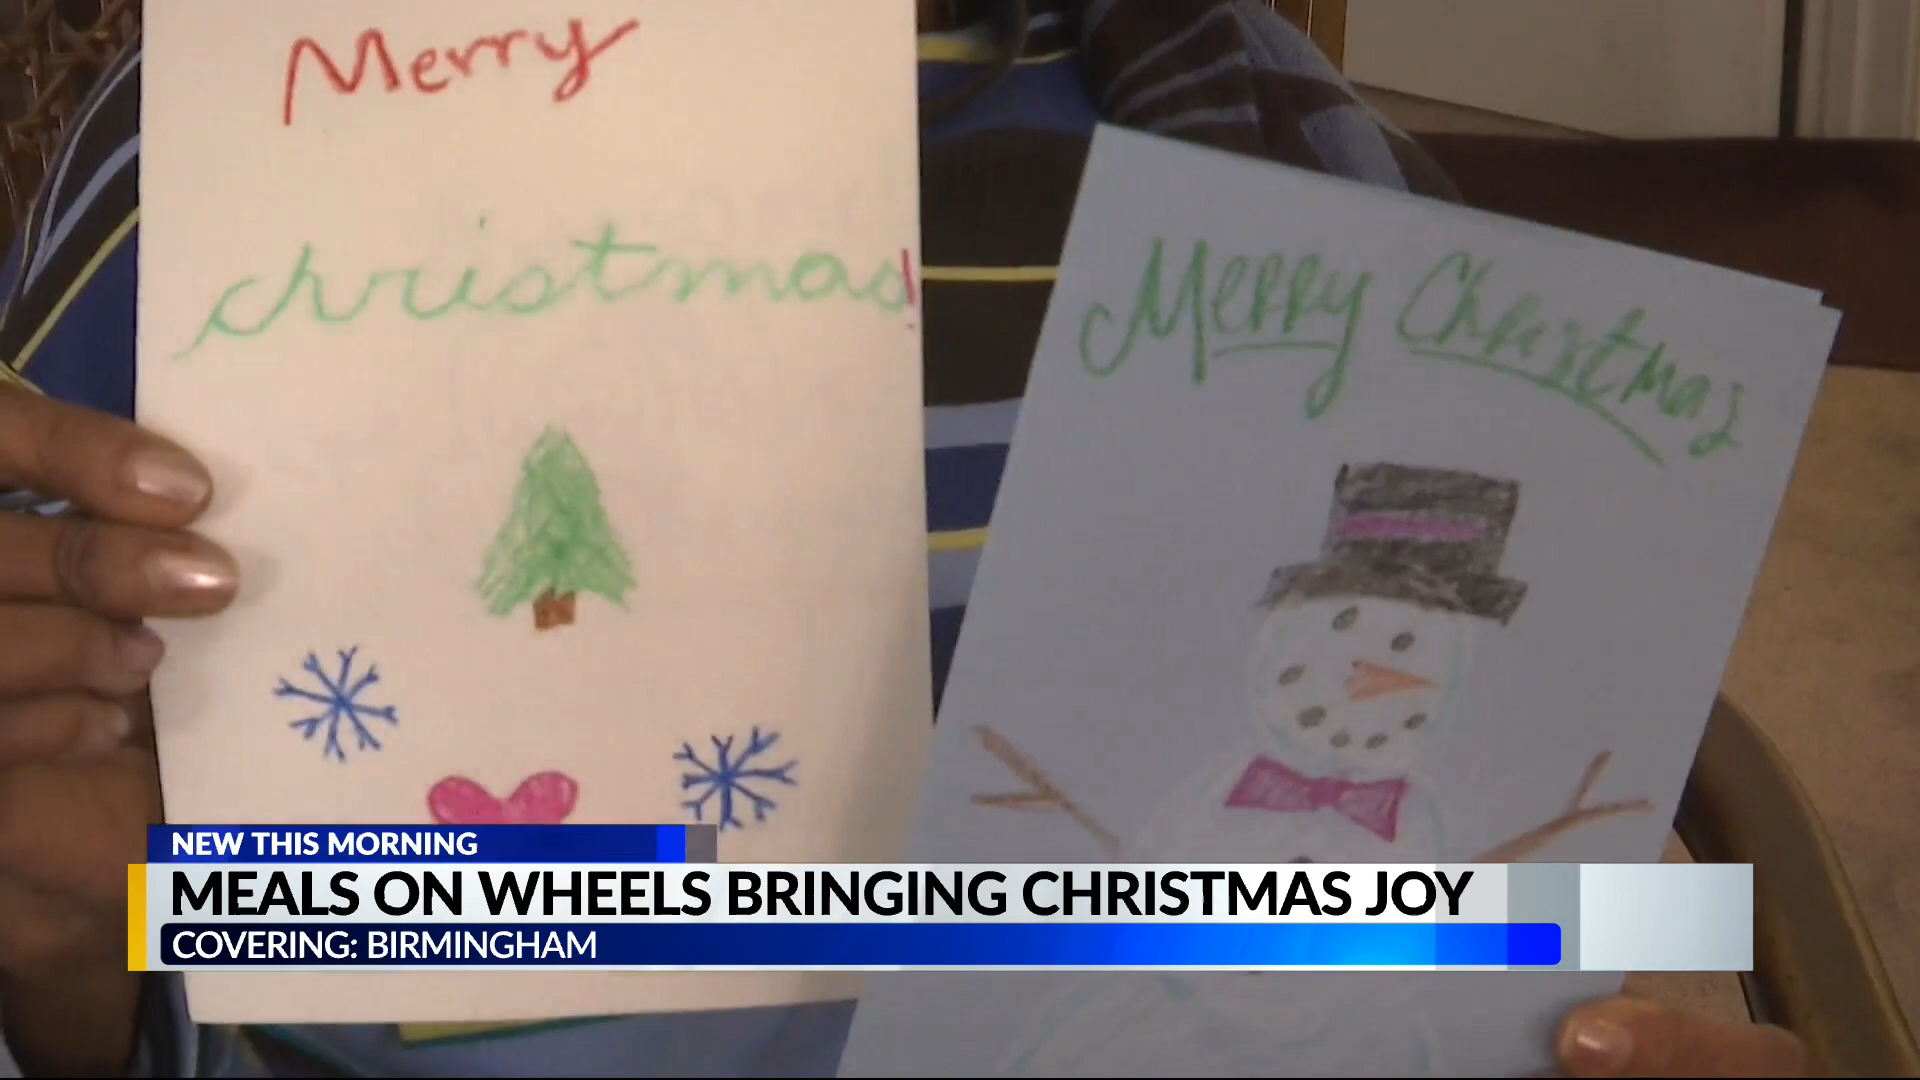 Merry
christmas!
Merry Christmas
NEW THIS MORNING
MEALS ON WHEELS BRINGING CHRISTMAS JOY
COVERING: BIRMINGHAM